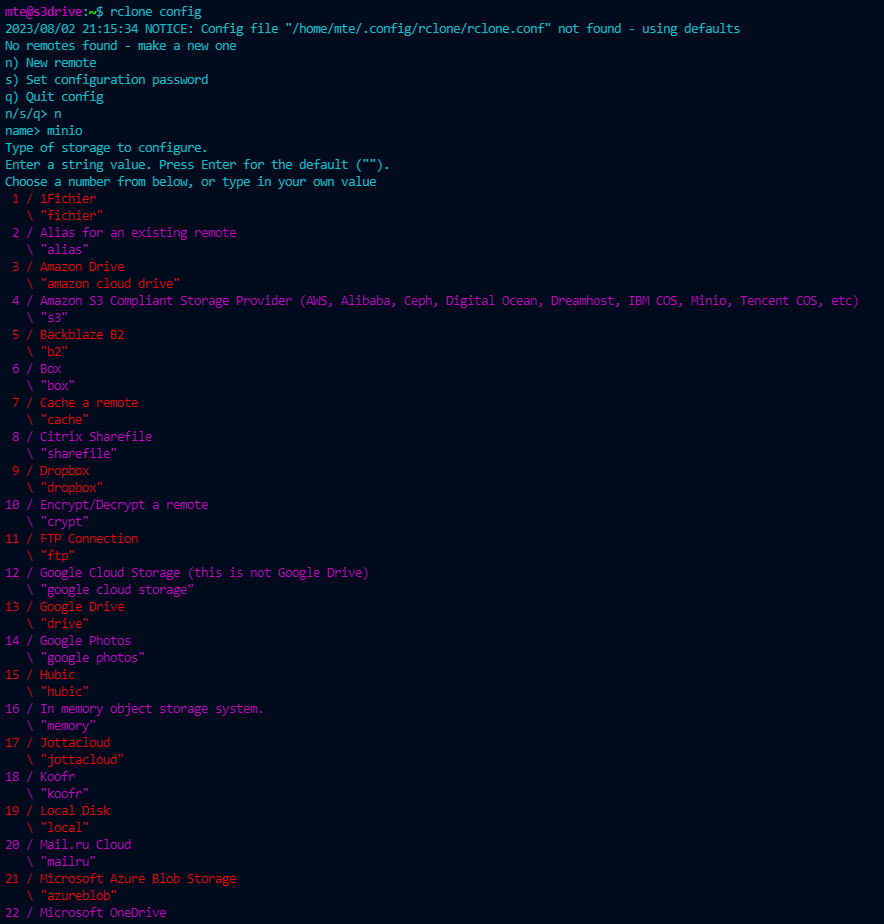 mte@s3drive:~$ rclone config
2023/08/02 21:15:34 NOTICE: Config file "/home/mte/.config/rclone/rclone.conf" not found - using defaults
No remotes found - make a new one
n) New remote
s) Set configuration password
q) Quit config
n/s/q> n
name> minio
Type of storage to configure.
Enter a string value. Press Enter for the default ("").
Choose a number from below, or type in your own value
 1 / 1Fichier
   \ "fichier"
 2 / Alias for an existing remote
   \ "alias"
 3 / Amazon Drive
   \ "amazon cloud drive"
 4 / Amazon S3 Compliant Storage Provider (AWS, Alibaba, Ceph, Digital Ocean, Dreamhost, IBM COS, Minio, Tencent COS, etc)
   \ "s3"
 5 / Backblaze B2
   \ "b2"
 6 / Box
   \ "box"
 7 / Cache a remote
   \ "cache"
 8 / Citrix Sharefile
   \ "sharefile"
 9 / Dropbox
   \ "dropbox"
10 / Encrypt/Decrypt a remote
   \ "crypt"
11 / FTP Connection
   \ "ftp"
12 / Google Cloud Storage (this is not Google Drive)
   \ "google cloud storage"
13 / Google Drive
   \ "drive"
14 / Google Photos
   \ "google photos"
15 / Hubic
   \ "hubic"
16 / In memory object storage system.
   \ "memory"
17 / Jottacloud
   \ "jottacloud"
18 / Koofr
   \ "koofr"
19 / Local Disk
   \ "local"
20 / Mail.ru Cloud
   \ "mailru"
21 / Microsoft Azure Blob Storage
   \ "azureblob"
22 / Microsoft OneDrive